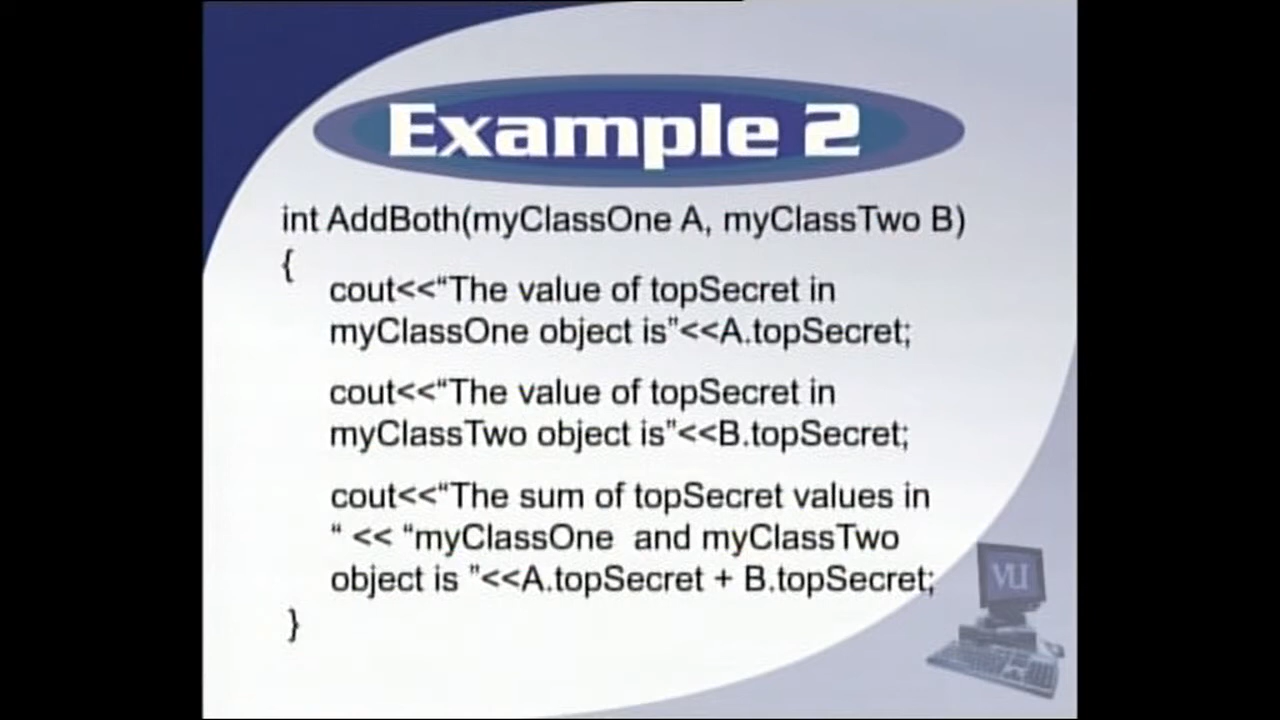 Example 2
int AddBoth(myClassOne A, myClassTwo B)
{
cout<<“The value of topSecret in
myClassOne object is”<<A.topSecret;
cout<<“The value of topSecret in
myClassTwo object is”<<B.topSecret;
cout<<“The sum of topSecret values in
“ << “myClassOne  and myClassTwo
object is ”<<A.topSecret + B.topSecret;
}
VU